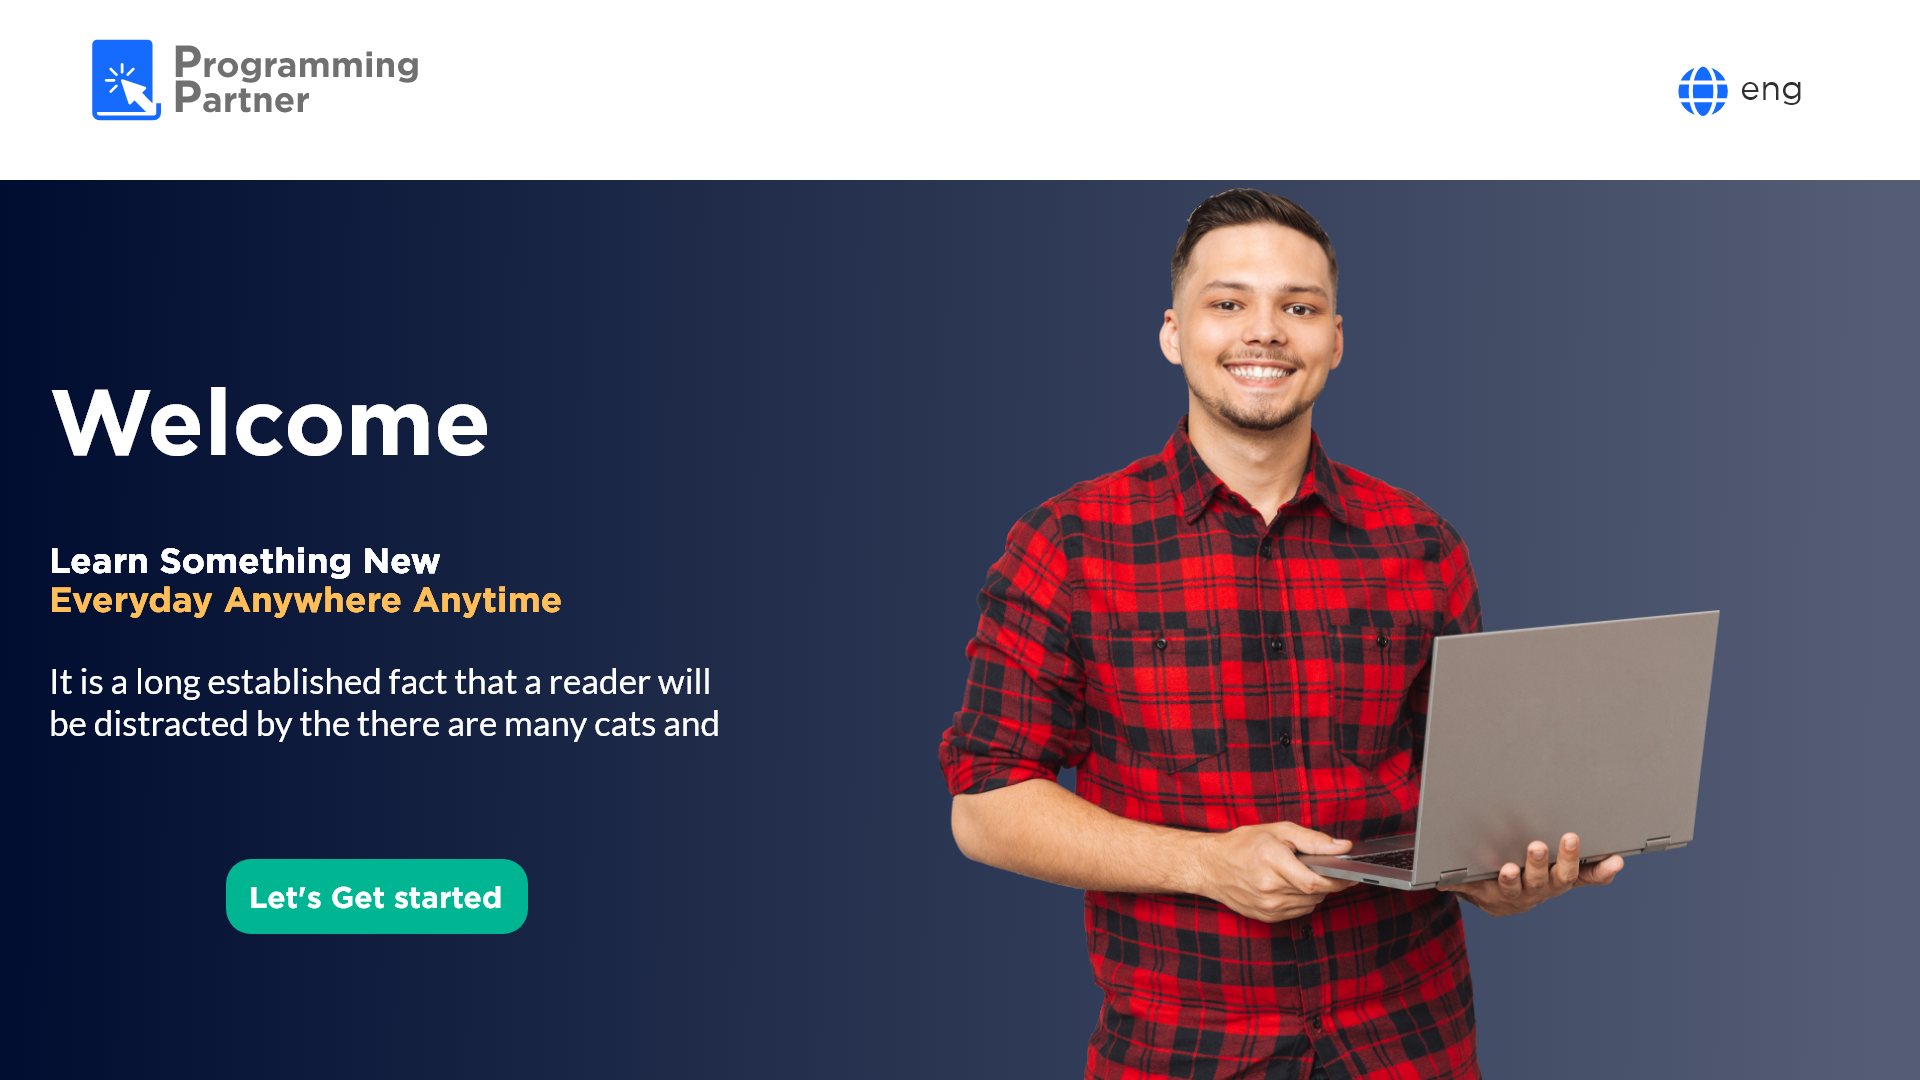 Programming
Partner
eng
Welcome
Learn Something New
Everyday Anywhere Anytime
It is a long established fact that a reader will
be distracted by the there are many cats and
Let's Get started